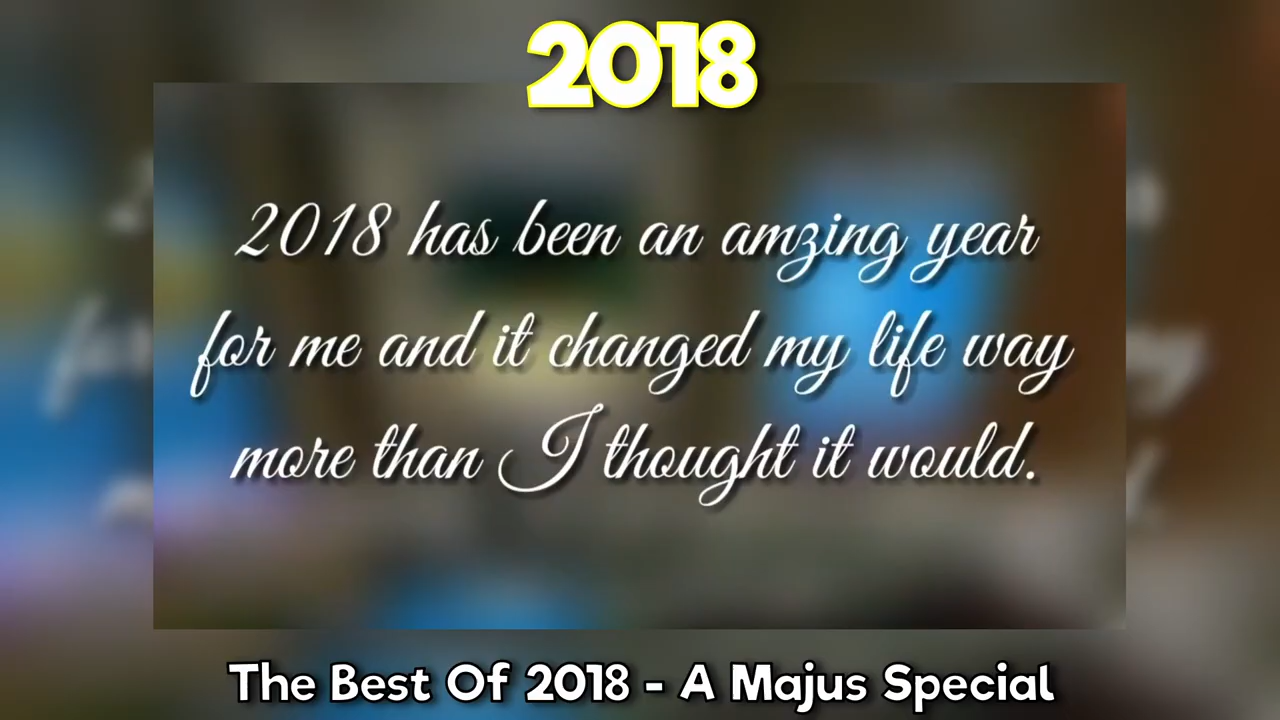 2018
2018 has been an amzing year
for me and it changed my life way
more than I thought it would.
The Best Of 2018 - A Majus Special